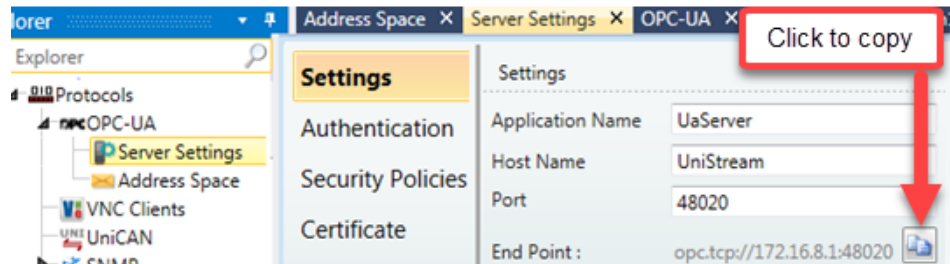 lorer
Address Space
Server Settings
OPC-UA
Click to copy
Explorer
Protocols
OPC-UA
Server Settings
Address Space
VNC Clients
UniCAN
SNMP
Settings
Authentication
Security Policies
Certificate
Settings
Application Name UaServer
Host Name UniStream
Port 48020
End Point : opc.tcp://172.16.8.1:48020